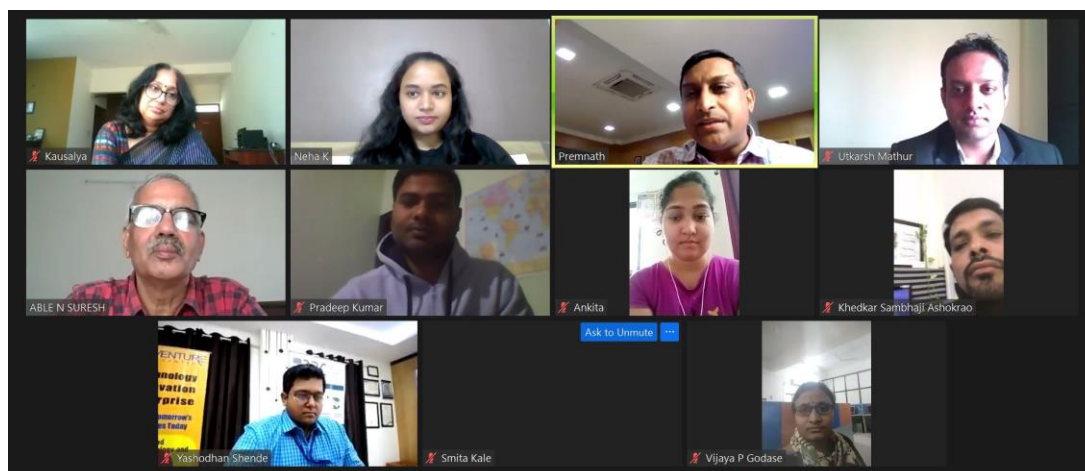 Kausalya
Neha K
Premnath
Utkarsh Mathur
ABLE N SURESH
Pradeep Kumar
Ankita
Khedkar Sambhaji Ashokrao
Ask to Unmute
VENTURE
Yashodhan Shende
Smita Kale
Vijaya P Godase